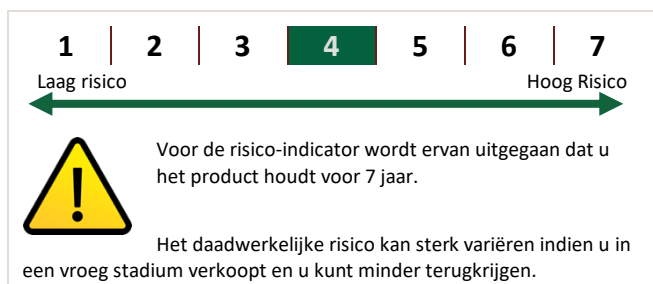 1 2 3 4 5 6 7
Laag risico Hoog Risico
Voor de risico-indicator wordt ervan uitgegaan dat u
het product houdt voor 7 jaar.
Het daadwerkelijke risico kan sterk variëren indien u in
een vroeg stadium verkoopt en u kunt minder terugkrijgen.